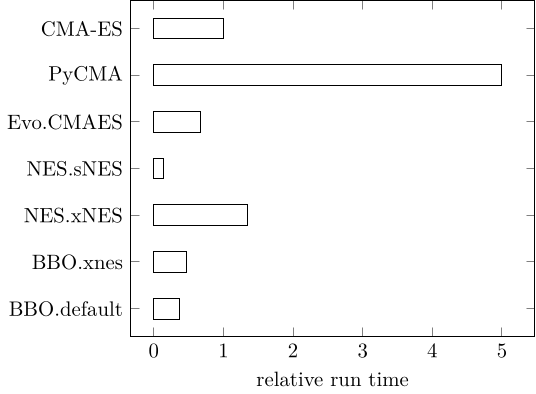 CMA-ES
PyCMA
Evo.CMAES
NES.sNES
NES.xNES
BBO.xnes
BBO.default
0 1 2 3 4 5
relative run time